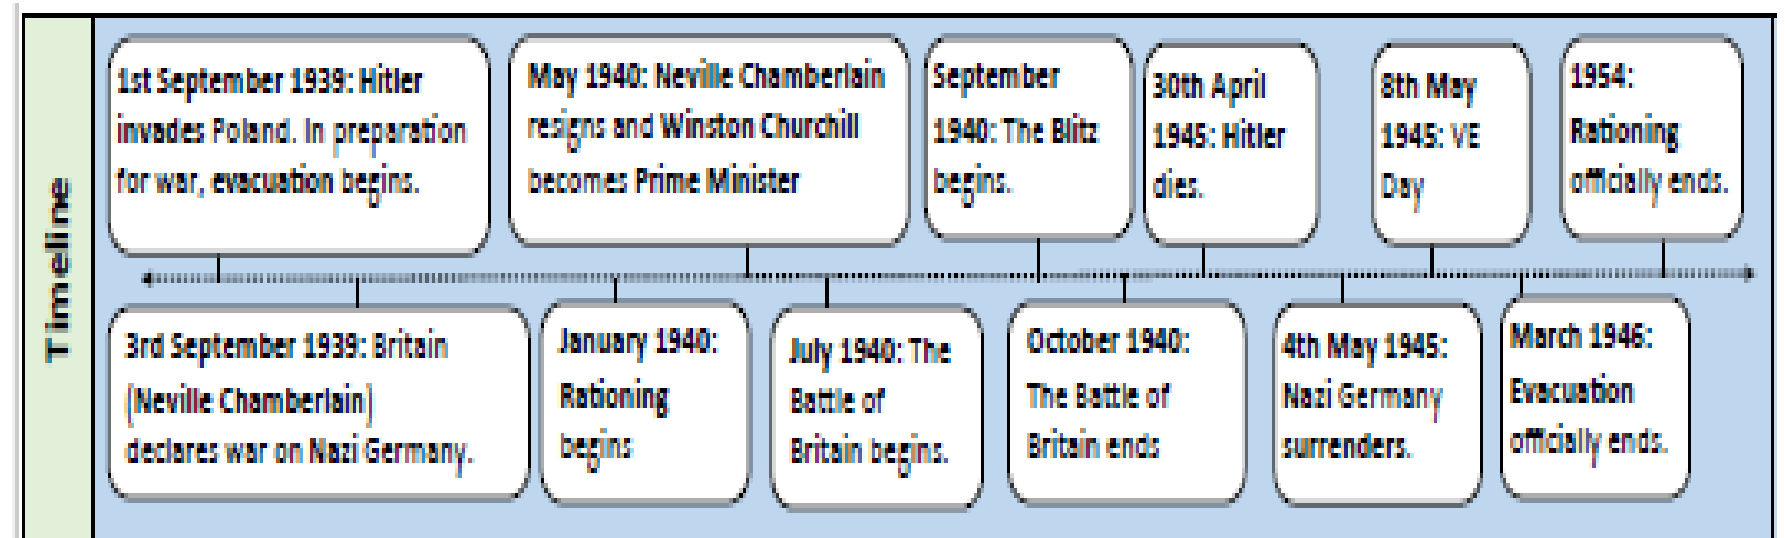 Timeline
1st September 1939: Hitler
invades Poland. In preparation
for war, evacuation begins.
May 1940: Neville Chamberlain
resigns and Winston Churchill
becomes Prime Minister
September
1940: The Blitz
begins.
30th April
1945: Hitler
dies.
8th May
1945: VE
Day
1954:
Rationing
officially ends.
3rd September 1939: Britain
(Neville Chamberlain)
declares war on Nazi Germany.
January 1940:
Rationing
begins
July 1940: The
Battle of
Britain begins.
October 1940:
The Battle of
Britain ends
4th May 1945:
Nazi Germany
surrenders.
March 1946:
Evacuation
officially ends.